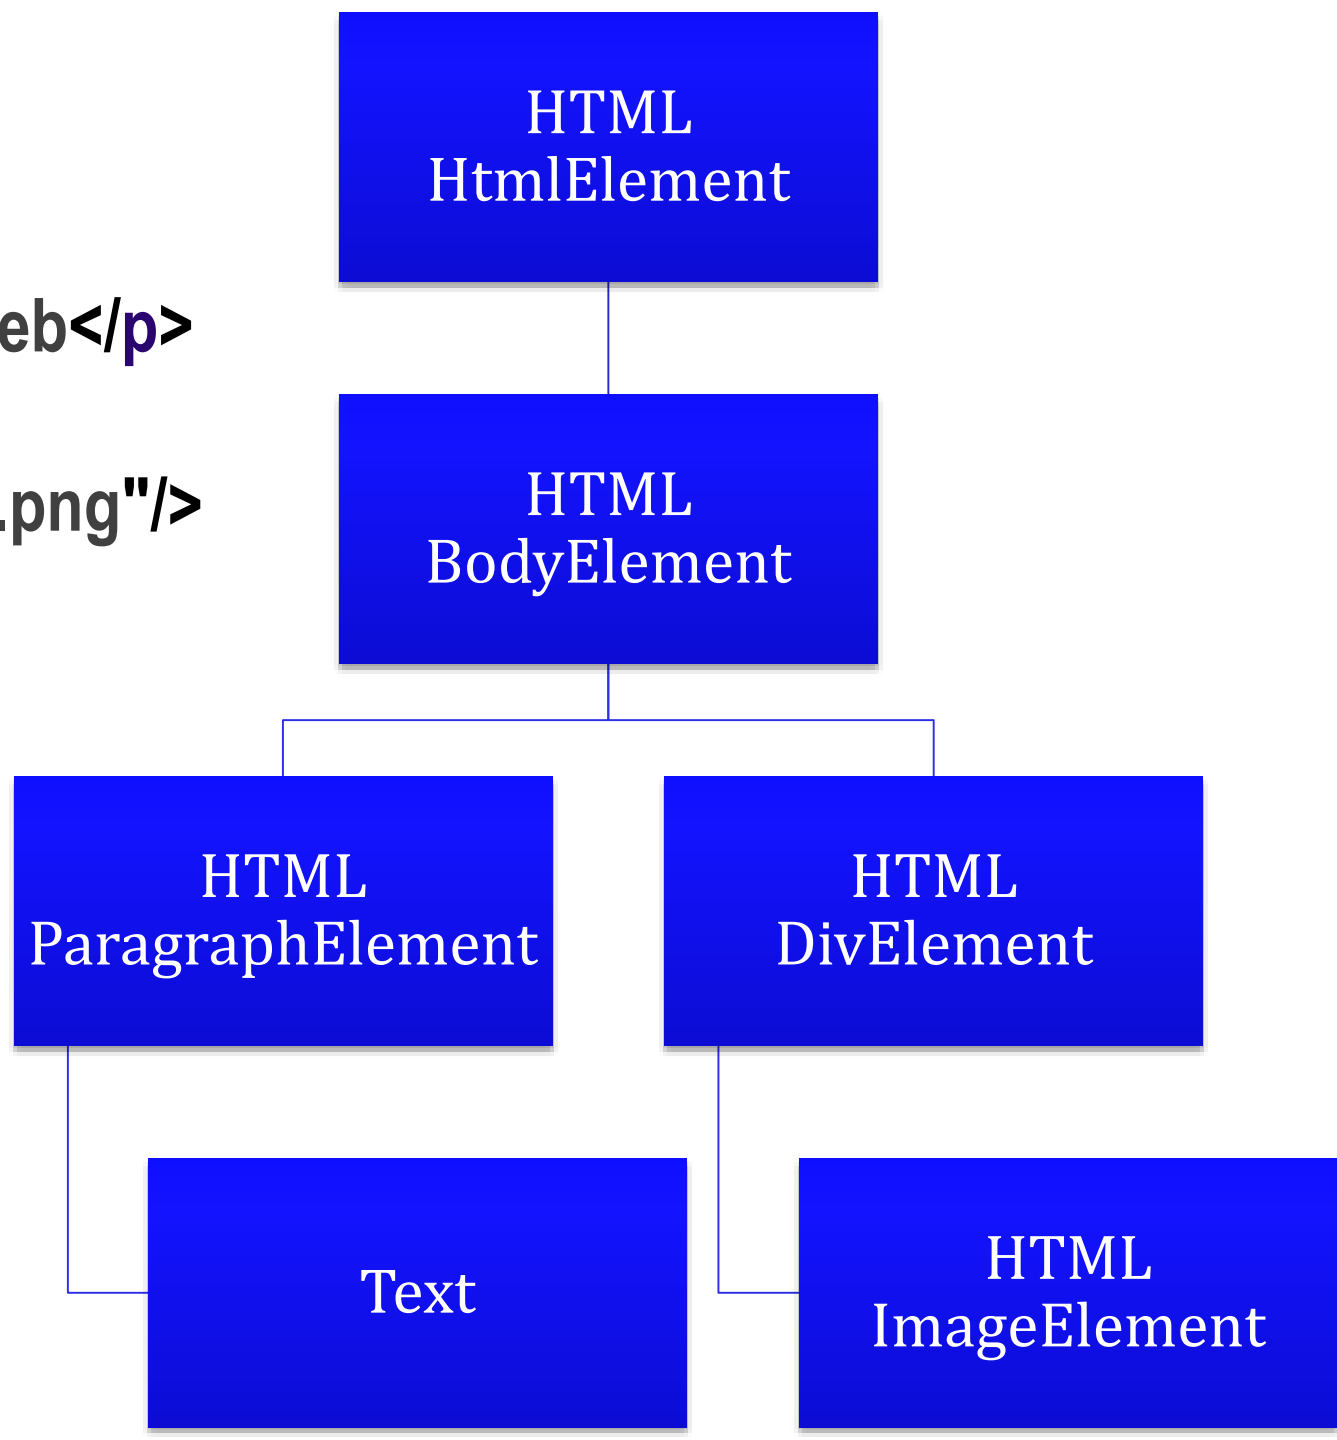 HTML
HtmlElement
eb</p>
HTML
BodyElement
.png"/>
HTML
ParagraphElement
HTML
DivElement
Text
HTML
ImageElement